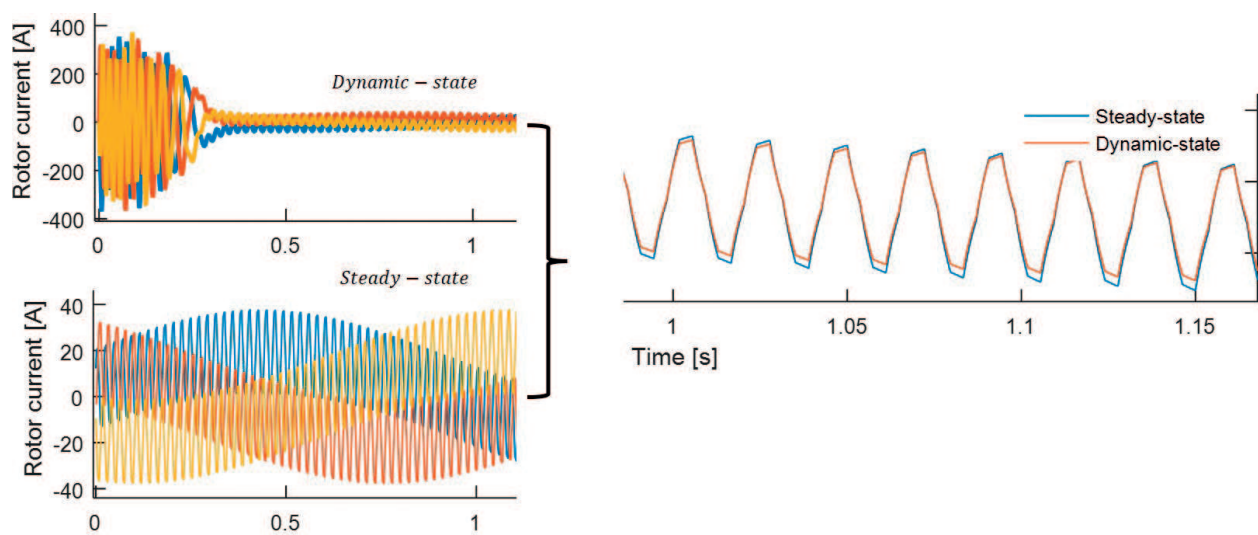 Rotor current [A]
400
200
0
-200
-400
Dynamic - state
0
0.5
1
Rotor current [A]
40
20
0
-20
-40
Steady - state
0
0.5
1
Steady-state
Dynamic-state
1
1.05
1.1
1.15
Time [s]